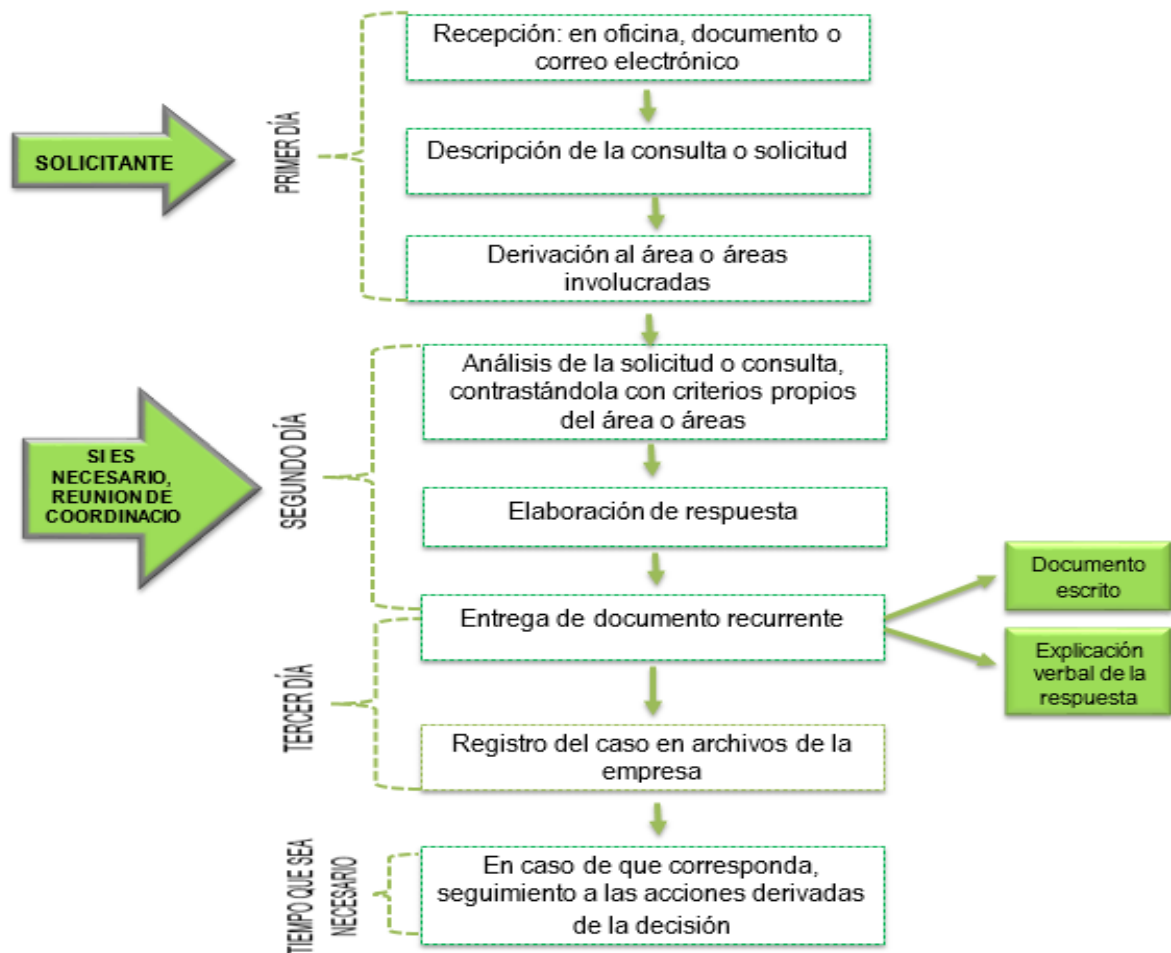 Recepción: en oficina, documento o
correo electrónico
SOLICITANTE
PRIMER DÍA
Descripción de la consulta o solicitud
Derivación al área o áreas
involucradas
SI ES
NECESARIO,
REUNION DE
COORDINACIO
SEGUNDO DÍA
Análisis de la solicitud o consulta,
contrastándola con criterios propios
del área o áreas
Elaboración de respuesta
Entrega de documento recurrente
Documento
escrito
Explicación
verbal de la
respuesta
TERCER DÍA
Registro del caso en archivos de la
empresa
TIEMPO QUE SEA
NECESARIO
En caso de que corresponda,
seguimiento a las acciones derivadas
de la decisión